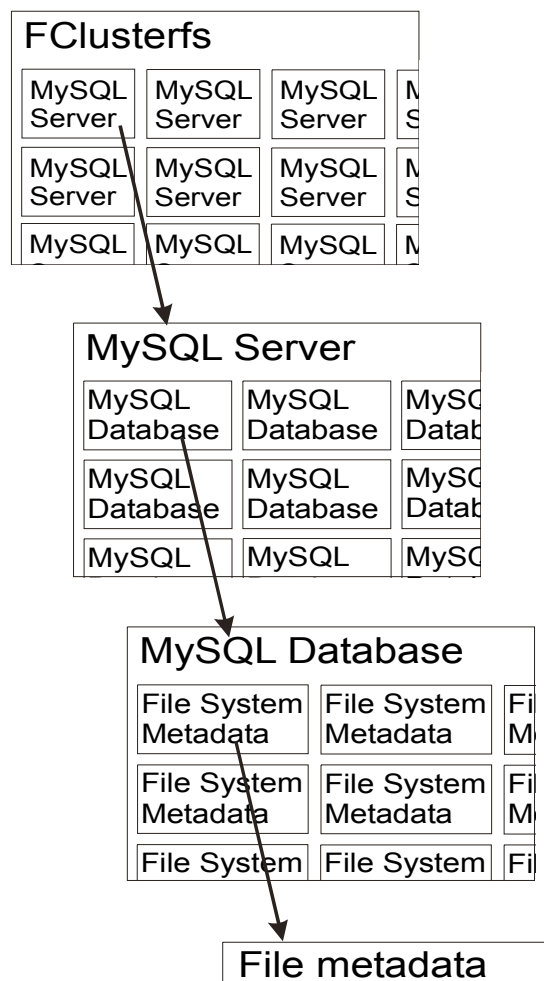 FClusterfs
MySQL MySQL MySQL
Server Server Server
MySQL MySQL MySQL
Server Server Server
MySQL MySQL MySQL
MySQL Server
MySQL MySQL
Database Database
MySQL MySQL
Database Database
MySQL MySQL
MySQL Database
File System File System
Metadata Metadata
File System File System
Metadata Metadata
File System File System
File metadata